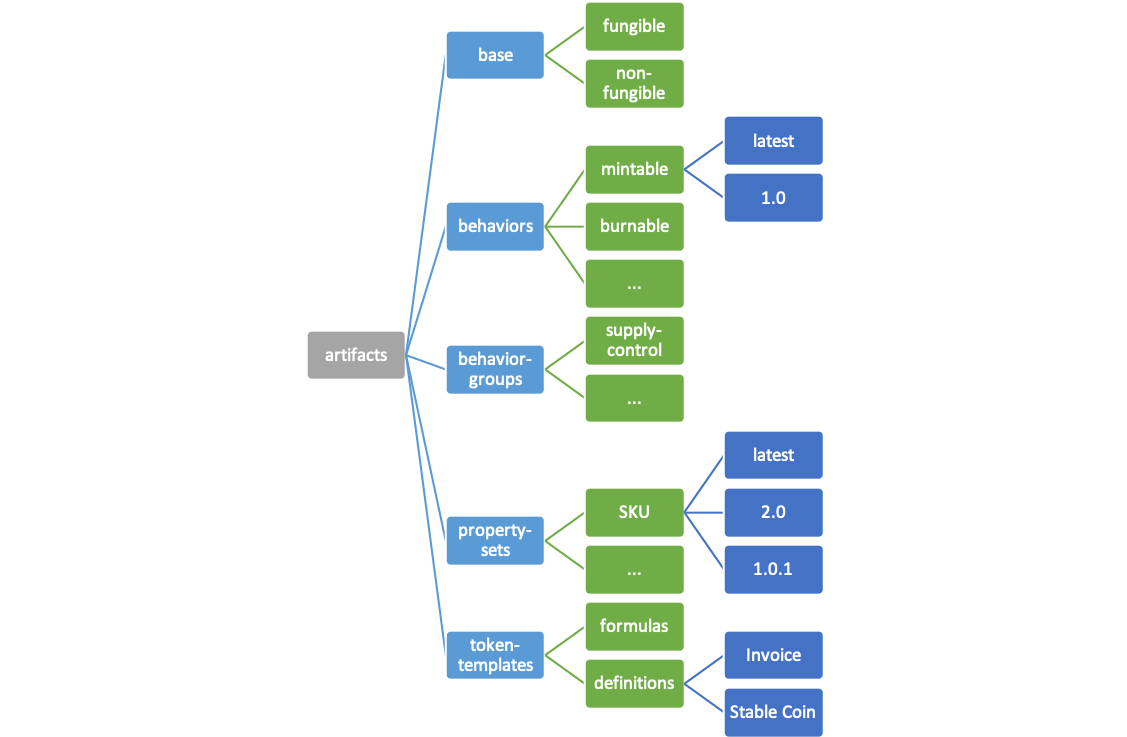 artifacts
base
fungible
non-
fungible
behaviors
mintable
latest
1.0
burnable
...
behavior-
groups
supply-
control
...
property-
sets
SKU
latest
2.0
1.0.1
...
token-
templates
formulas
definitions
Invoice
Stable Coin